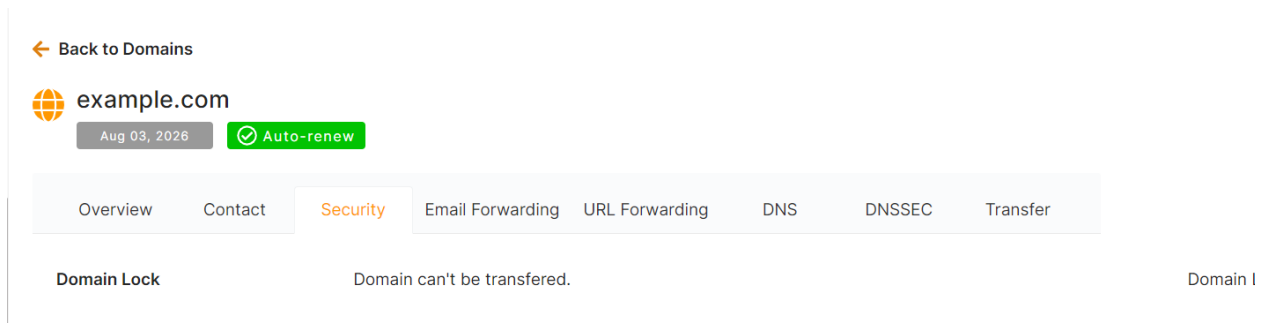 Back to Domains
example.com
Aug 03, 2026 Auto-renew
Overview Contact Security Email Forwarding URL Forwarding DNS DNSSEC Transfer
Domain Lock Domain can't be transfered. Domain